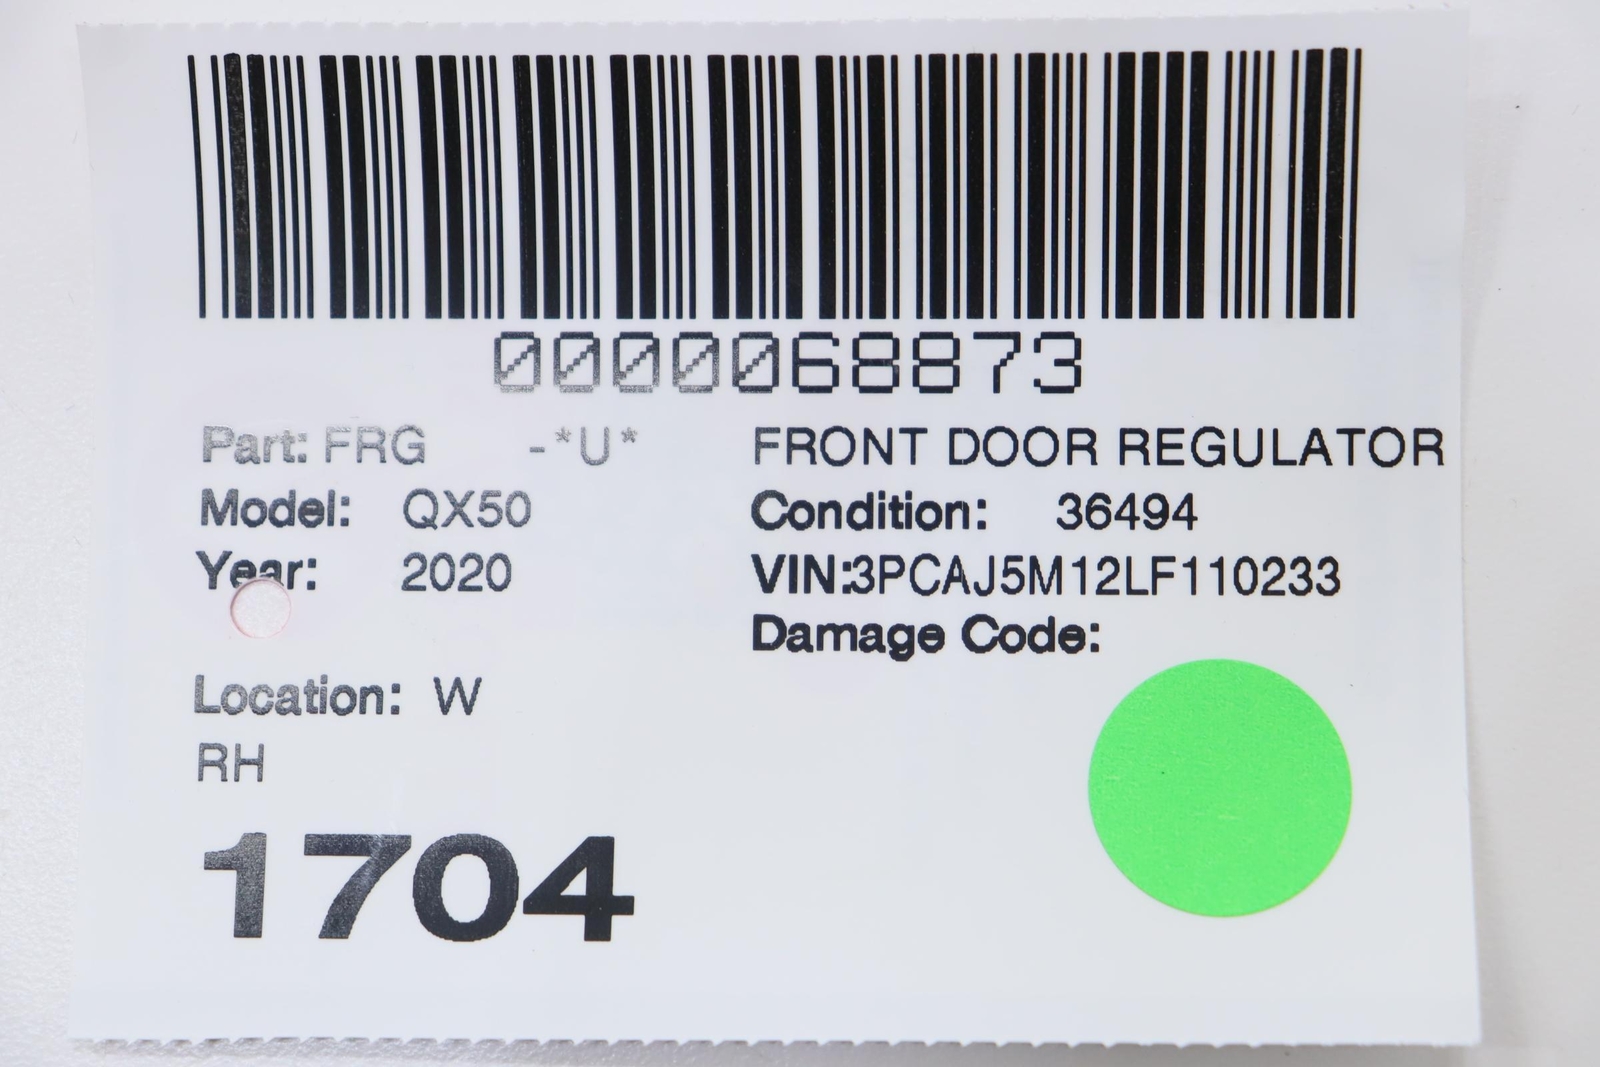 0000068873
Part: FRG -*U* FRONT DOOR REGULATOR
Model: QX50 Condition: 36494
Year: 2020 VIN:3PCAJ5M12LF110233
Damage Code:
Location: W
RH
1704